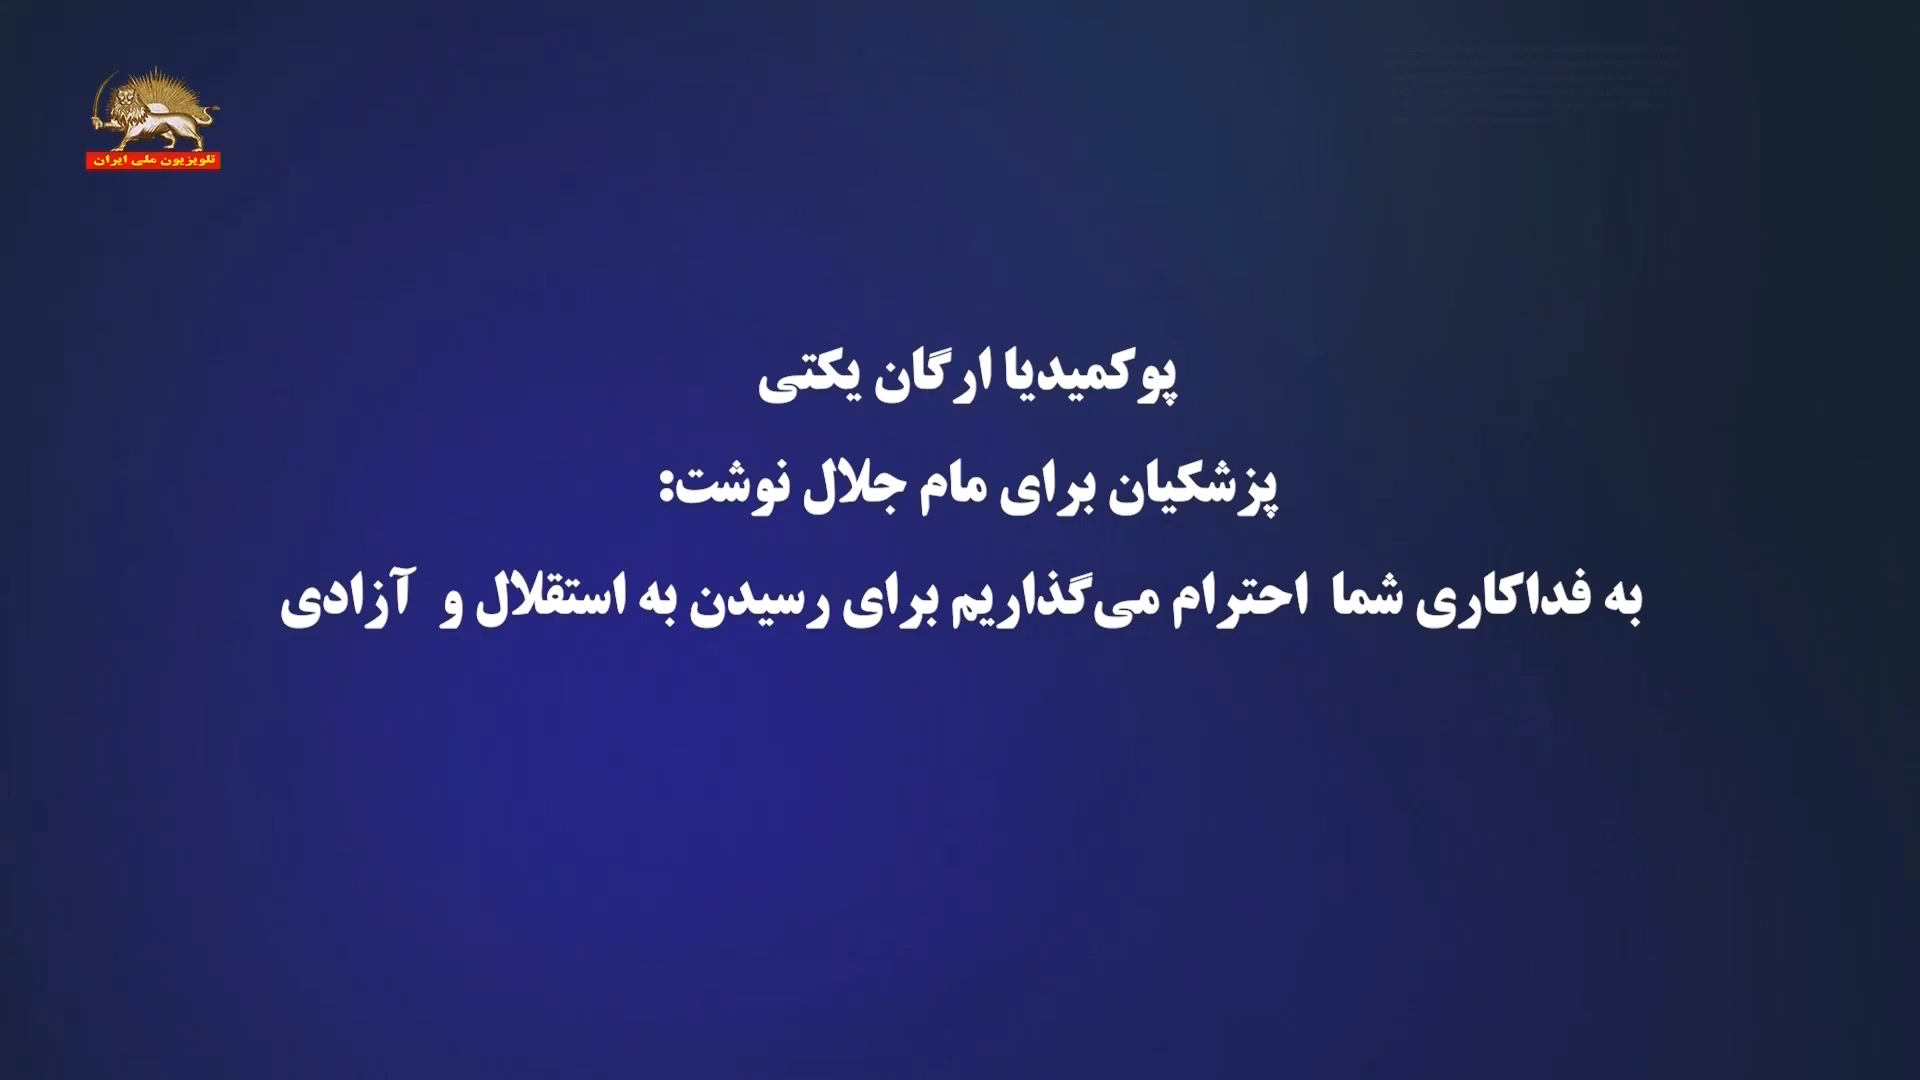 تلویزیون ملی ایران
پوکمیدیا ارگان یکتی
پزشکیان برای مام جلال نوشت:
به فداکاری شما احترام می‌گذاریم برای رسیدن به استقلال و آزادی